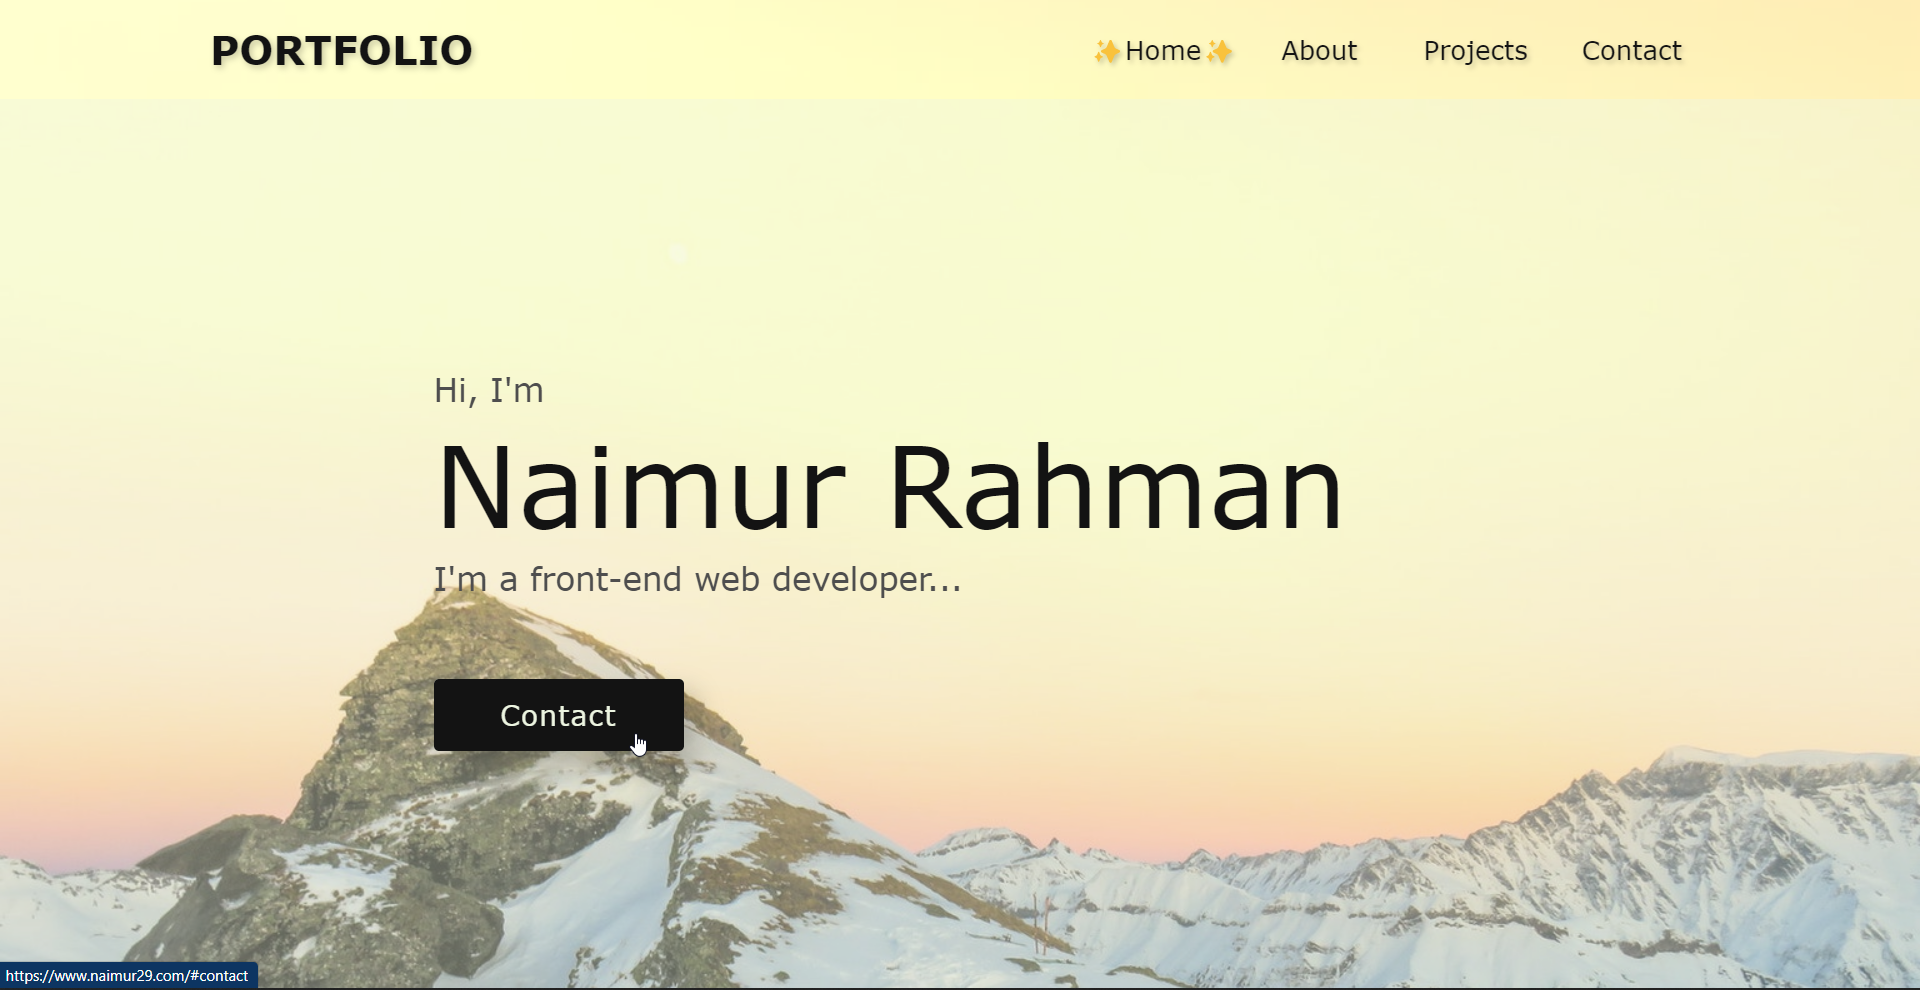 PORTFOLIO
✨Home✨ About Projects Contact
Hi, I'm
Naimur Rahman
I'm a front-end web developer...
Contact
https://www.naimur29.com/#contact